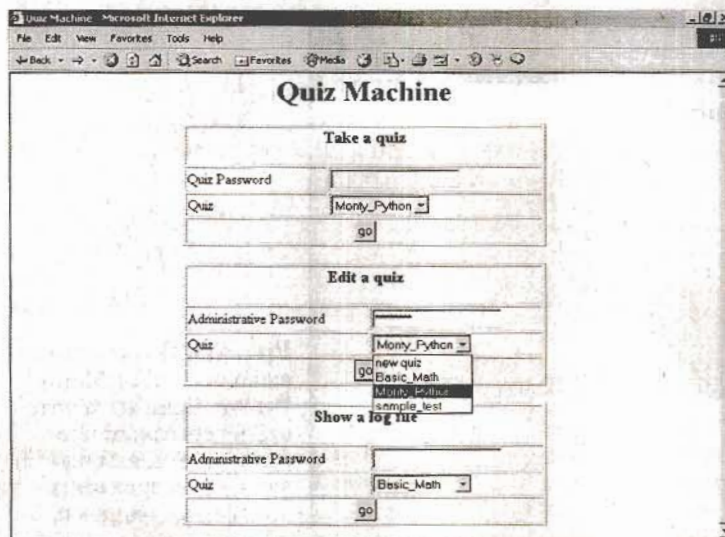 Quiz Machine - Microsoft Internet Explorer
File Edit View Favorites Tools Help
Back Search Favorites Media
Quiz Machine
Take a quiz
Quiz Password
Quiz Monty_Python
go
Edit a quiz
Administrative Password
Quiz Monty_Python
new quiz
go
Basic_Math
Monty_Python
sample_test
Show a log file
Administrative Password
Quiz Basic_Math
go